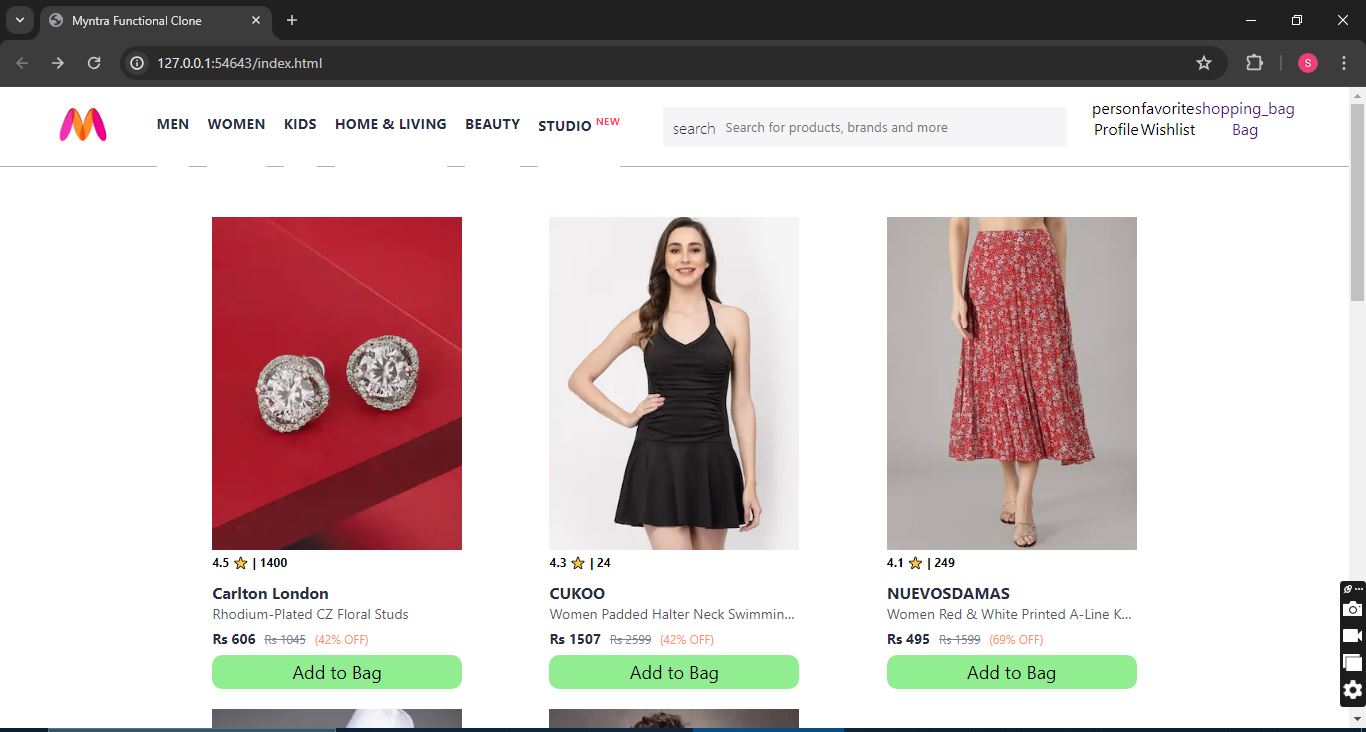 Myntra Functional Clone
127.0.0.1:54643/index.html
S
MEN WOMEN KIDS HOME & LIVING BEAUTY STUDIO NEW
search Search for products, brands and more
personfavoriteshopping_bag
Profile Wishlist Bag
4.5 ⭐ | 1400
Carlton London
Rhodium-Plated CZ Floral Studs
Rs 606 Rs 1045 (42% OFF)
Add to Bag
4.3 ⭐ | 24
CUKOO
Women Padded Halter Neck Swimmin...
Rs 1507 Rs 2599 (42% OFF)
Add to Bag
4.1 ⭐ | 249
NUEVOSDAMAS
Women Red & White Printed A-Line K...
Rs 495 Rs 1599 (69% OFF)
Add to Bag